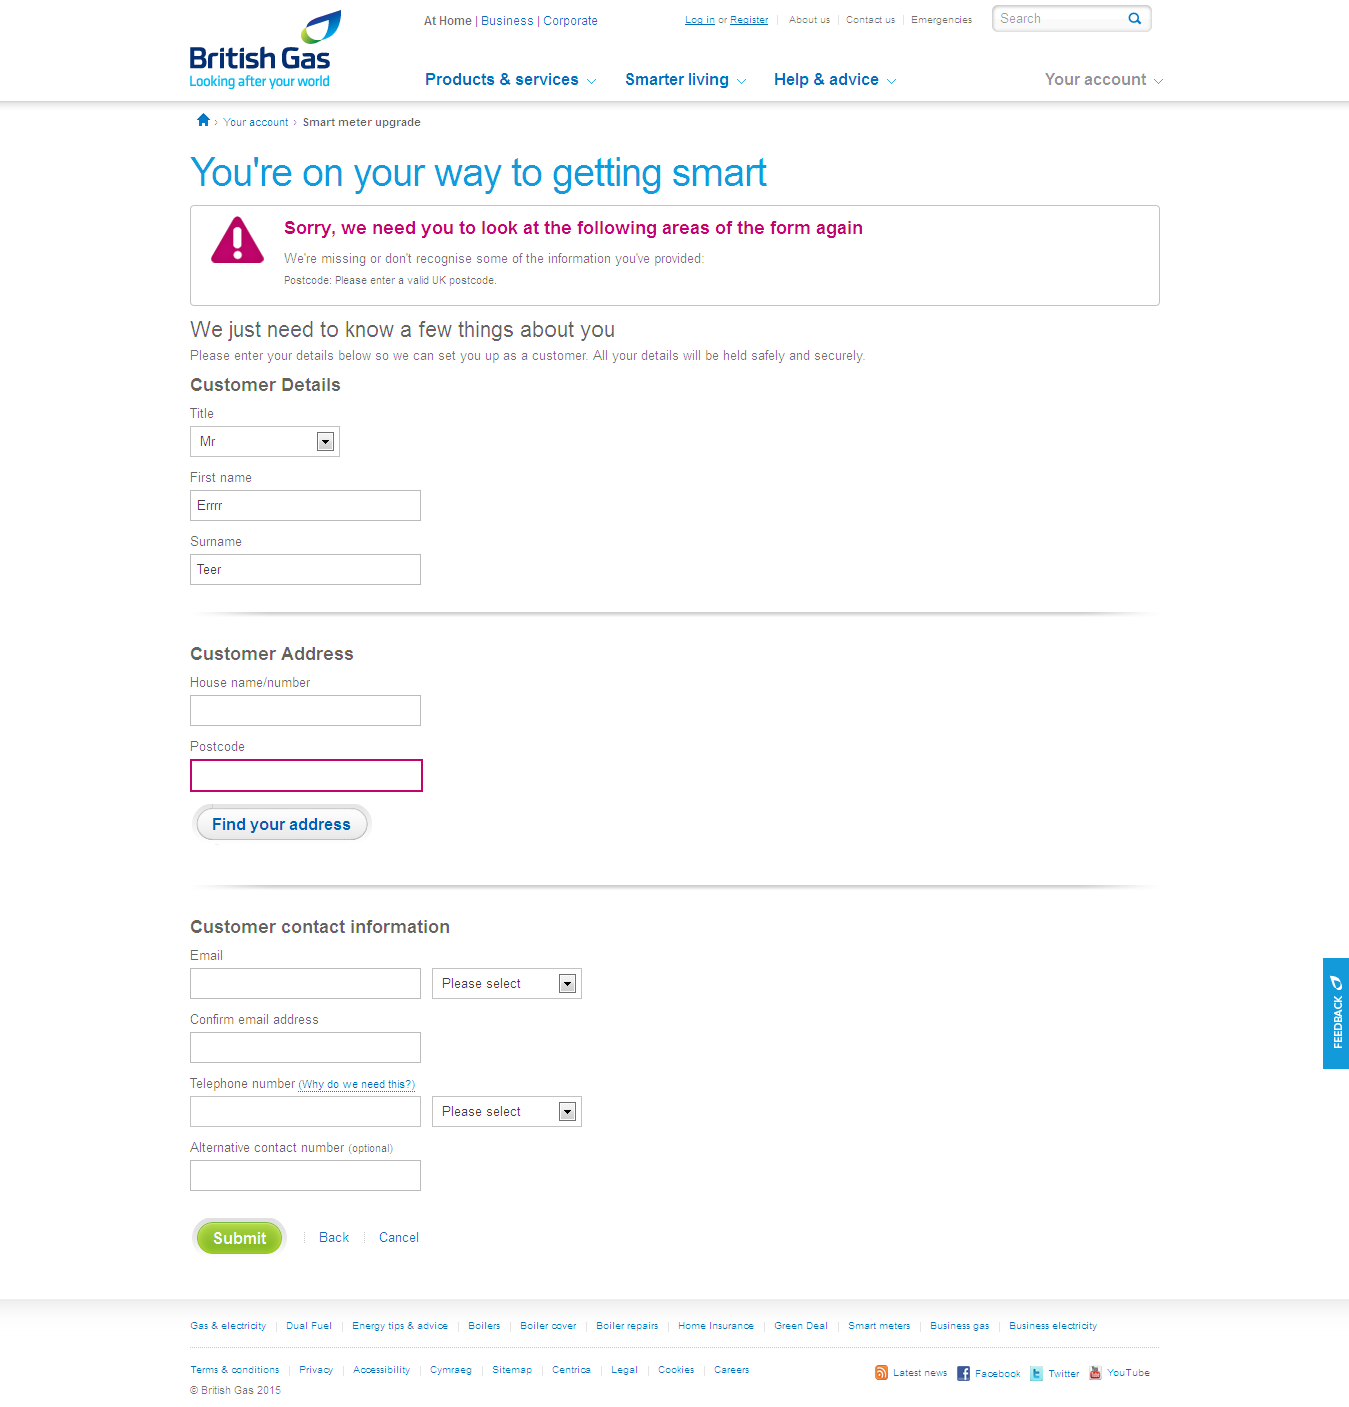 At Home | Business | Corporate
Log in or Register | About us | Contact us | Emergencies
Search
British Gas
Looking after your world
Products & services
Smarter living
Help & advice
Your account
› Your account › Smart meter upgrade
You're on your way to getting smart
Sorry, we need you to look at the following areas of the form again
We're missing or don't recognise some of the information you've provided:
Postcode: Please enter a valid UK postcode.
We just need to know a few things about you
Please enter your details below so we can set you up as a customer. All your details will be held safely and securely.
Customer Details
Title
Mr
First name
Errrr
Surname
Teer
Customer Address
House name/number
Postcode
Find your address
Customer contact information
Email
Please select
Confirm email address
Telephone number (Why do we need this?)
Please select
Alternative contact number (optional)
Submit
Back
Cancel
FEEDBACK
Gas & electricity | Dual Fuel | Energy tips & advice | Boilers | Boiler cover | Boiler repairs | Home Insurance | Green Deal | Smart meters | Business gas | Business electricity
Terms & conditions | Privacy | Accessibility | Cymraeg | Sitemap | Centrica | Legal | Cookies | Careers
Latest news Facebook Twitter YouTube
© British Gas 2015